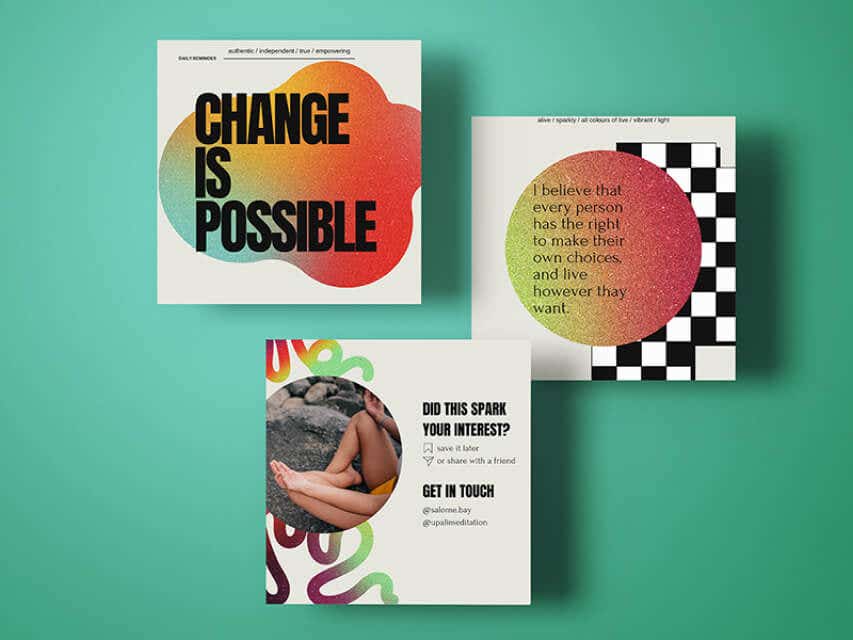 authentic / independent / true / empowering
DAILY REMINDER
CHANGE
IS
POSSIBLE
alive / sparkly / all colours of live / vibrant / light
I believe that
every person
has the right
to make their
own choices,
and live
however thay
want.
DID THIS SPARK
YOUR INTEREST?
save it later
or share with a friend
GET IN TOUCH
@salome.bay
@upalimeditation